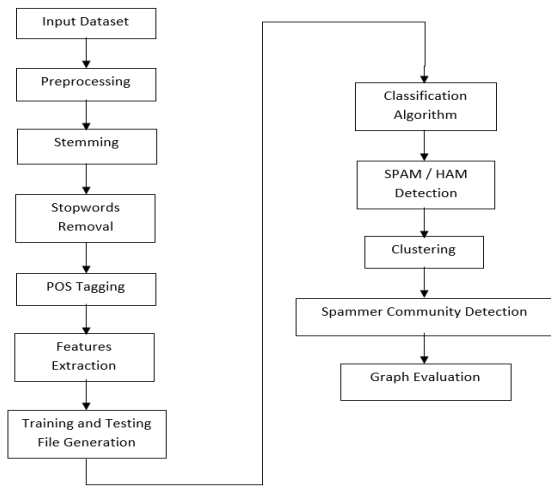 Input Dataset
Preprocessing
Stemming
Stopwords
Removal
POS Tagging
Features
Extraction
Training and Testing
File Generation
Classification
Algorithm
SPAM / HAM
Detection
Clustering
Spammer Community Detection
Graph Evaluation